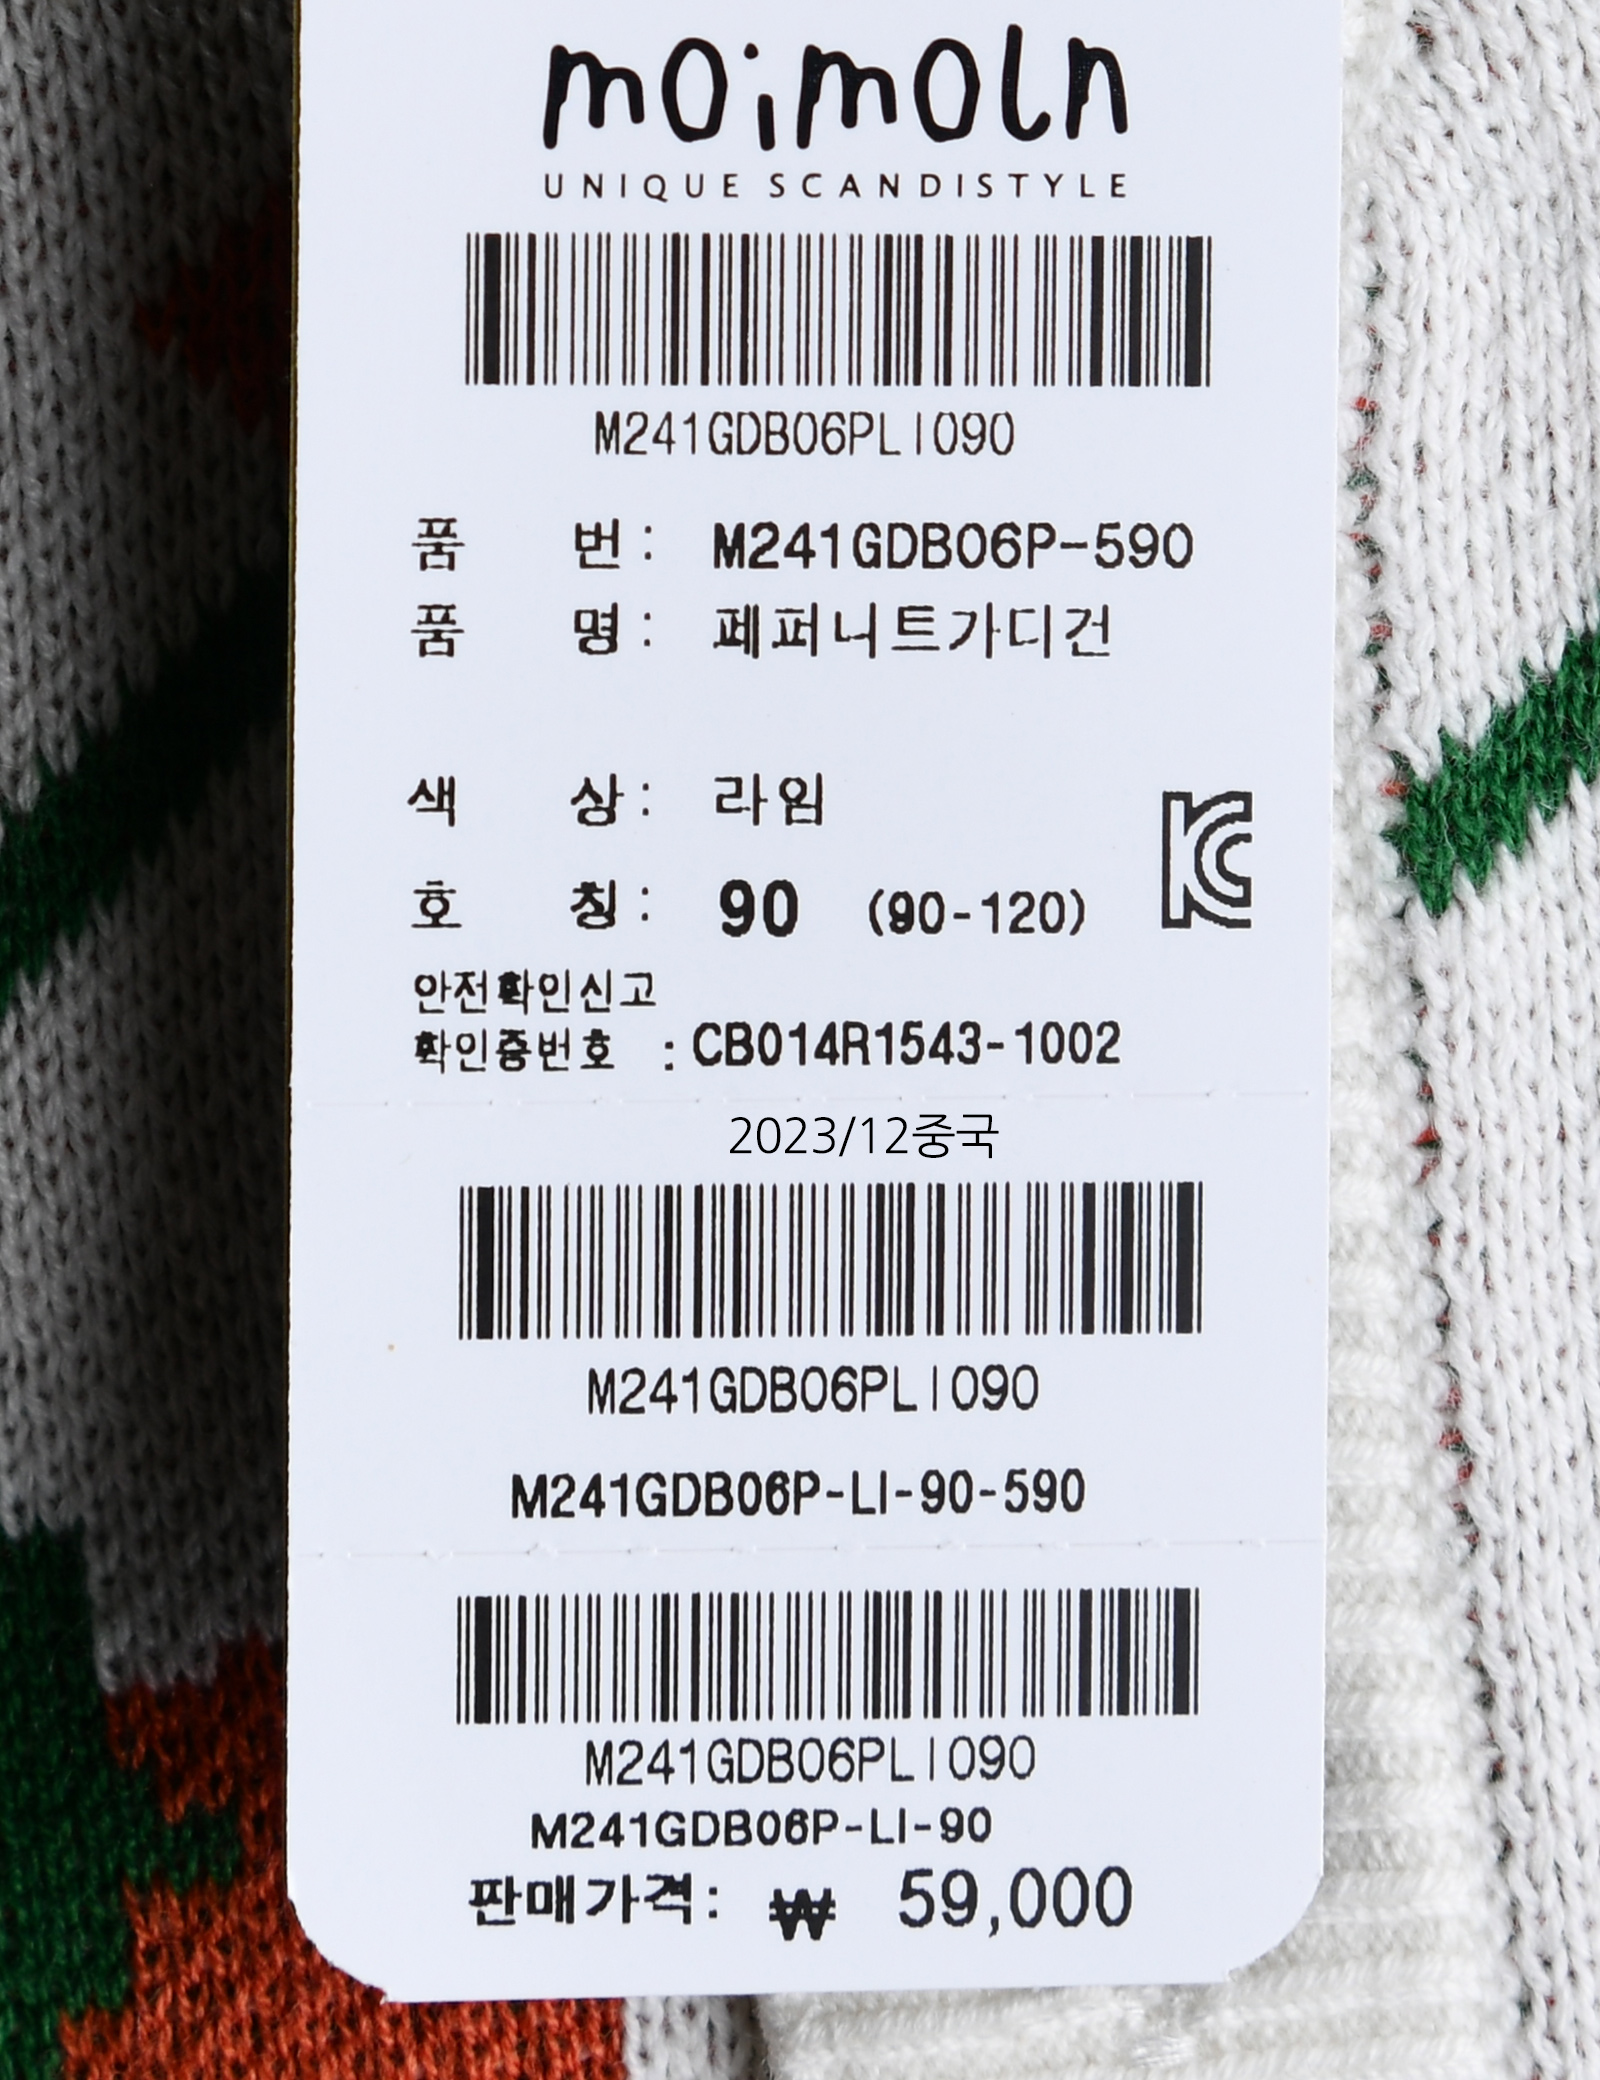 moimoln
UNIQUE SCANDISTYLE
M241GDB06PLI090
품 번 : M241GDB06P-590
품 명 : 페퍼니트가디건
색 상 : 라임
호 칭 : 90 (90-120)
안전확인신고
확인증번호 : CB014R1543-1002
2023/12중국
M241GDB06PLI090
M241GDB06P-LI-90-590
M241GDB06PLI090
M241GDB06P-LI-90
판매가격: ₩ 59,000